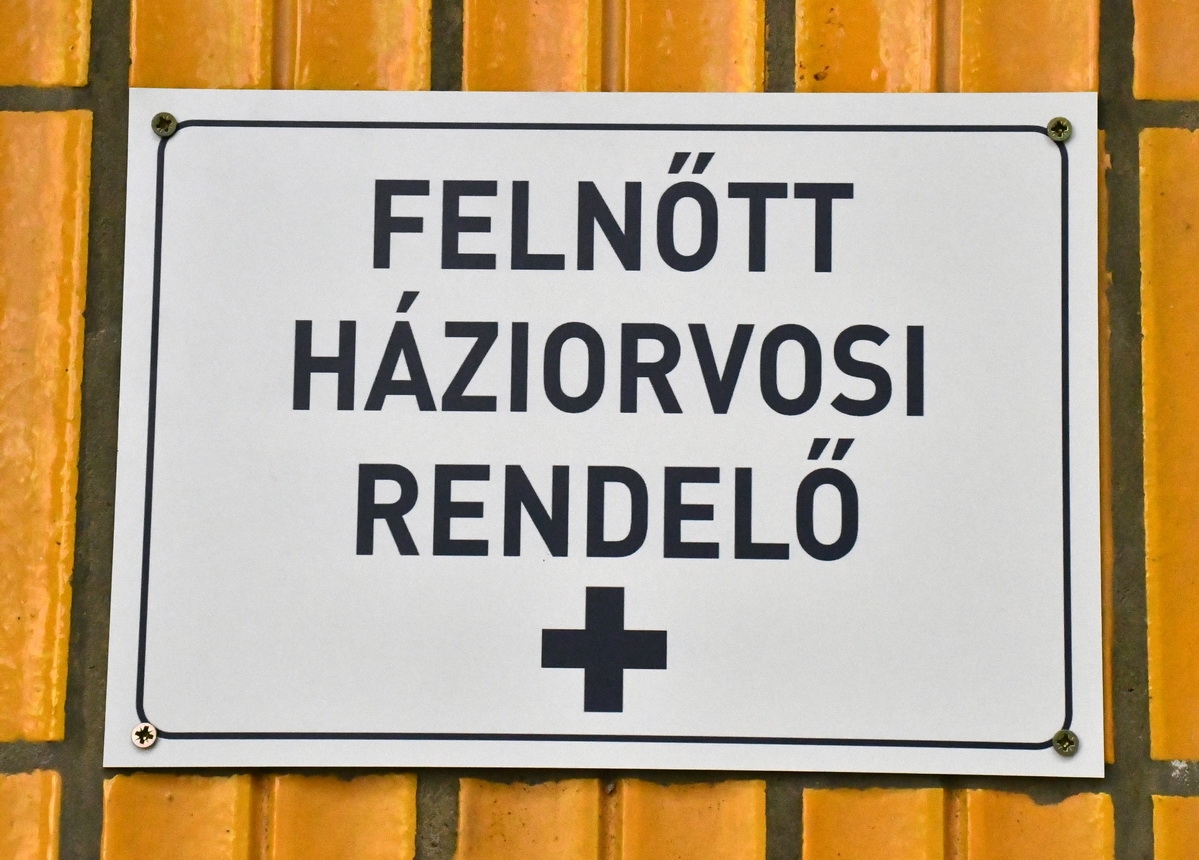 FELNŐTT
HÁZIORVOSI
RENDELŐ